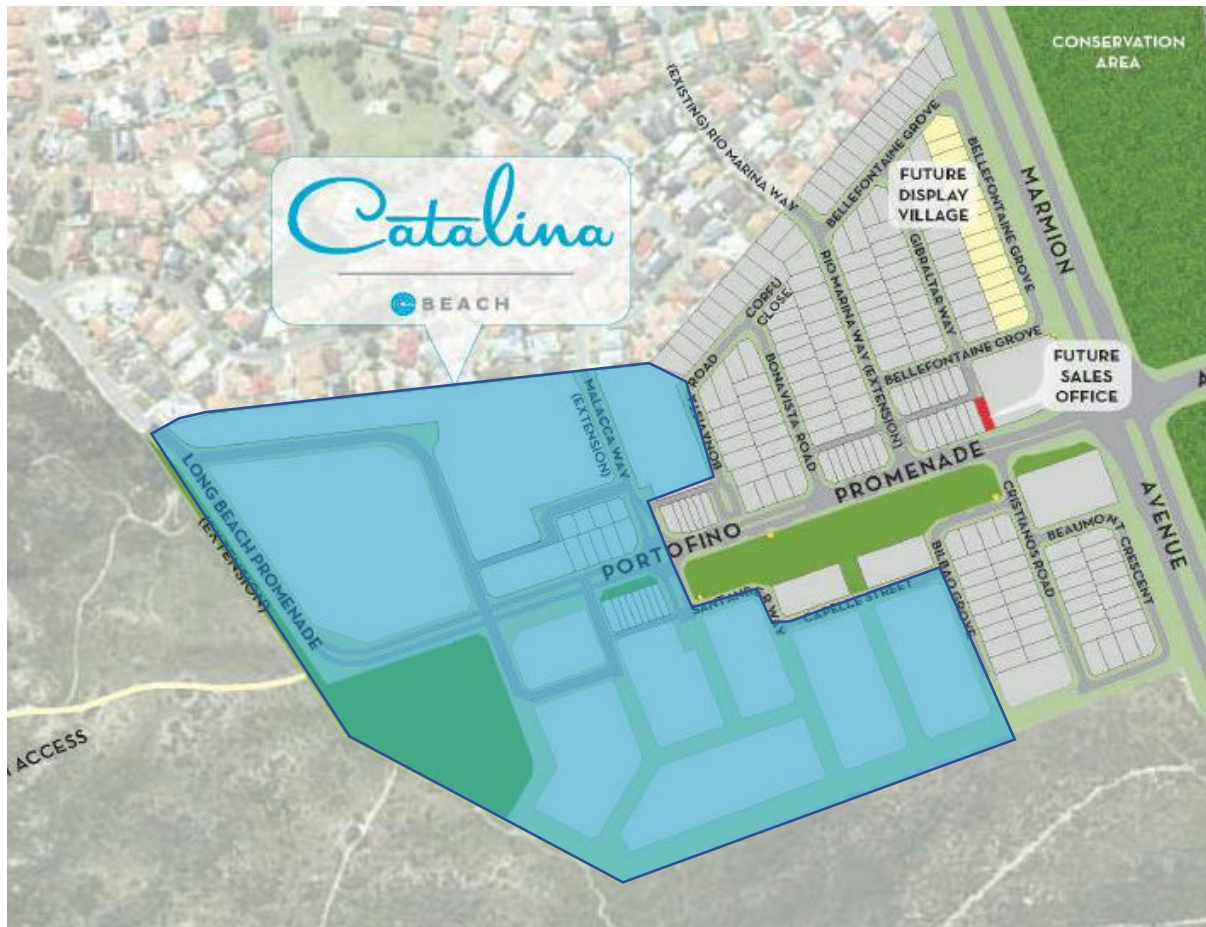 CONSERVATION
AREA
(EXISTING) RIO MARINA WAY
BELLEFONTAINE GROVE
BELLEFONTAINE GROVE
MARMION
FUTURE
DISPLAY
VILLAGE
Catalina
BEACH
GIBRALTAR WAY
RIO MARINA WAY (EXTENSION)
CORFU
CLOSE
BELLEFONTAINE GROVE
FUTURE
SALES
OFFICE
BONAVISTA ROAD
BONAVISTA ROAD
MALACCA WAY
(EXTENSION)
LONG BEACH PROMENADE
(EXTENSION)
PORTOFINO
PROMENADE
AVENUE
CRISTIANOS ROAD
BEAUMONT CRESCENT
BILBAO GROVE
CAPELLE STREET
WAY
ACCESS